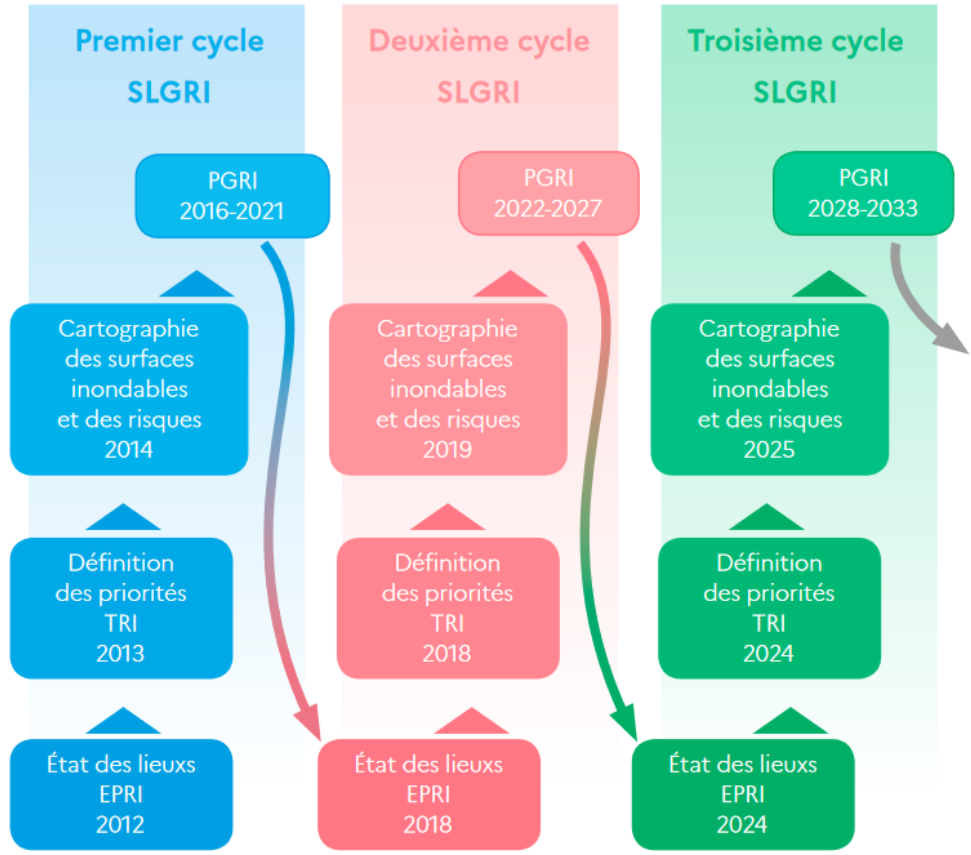 Premier cycle
SLGRI
PGRI
2016-2021
Cartographie
des surfaces
inondables
et des risques
2014
Définition
des priorités
TRI
2013
État des lieuxs
EPRI
2012
Deuxième cycle
SLGRI
PGRI
2022-2027
Cartographie
des surfaces
inondables
et des risques
2019
Définition
des priorités
TRI
2018
État des lieuxs
EPRI
2018
Troisième cycle
SLGRI
PGRI
2028-2033
Cartographie
des surfaces
inondables
et des risques
2025
Définition
des priorités
TRI
2024
État des lieuxs
EPRI
2024